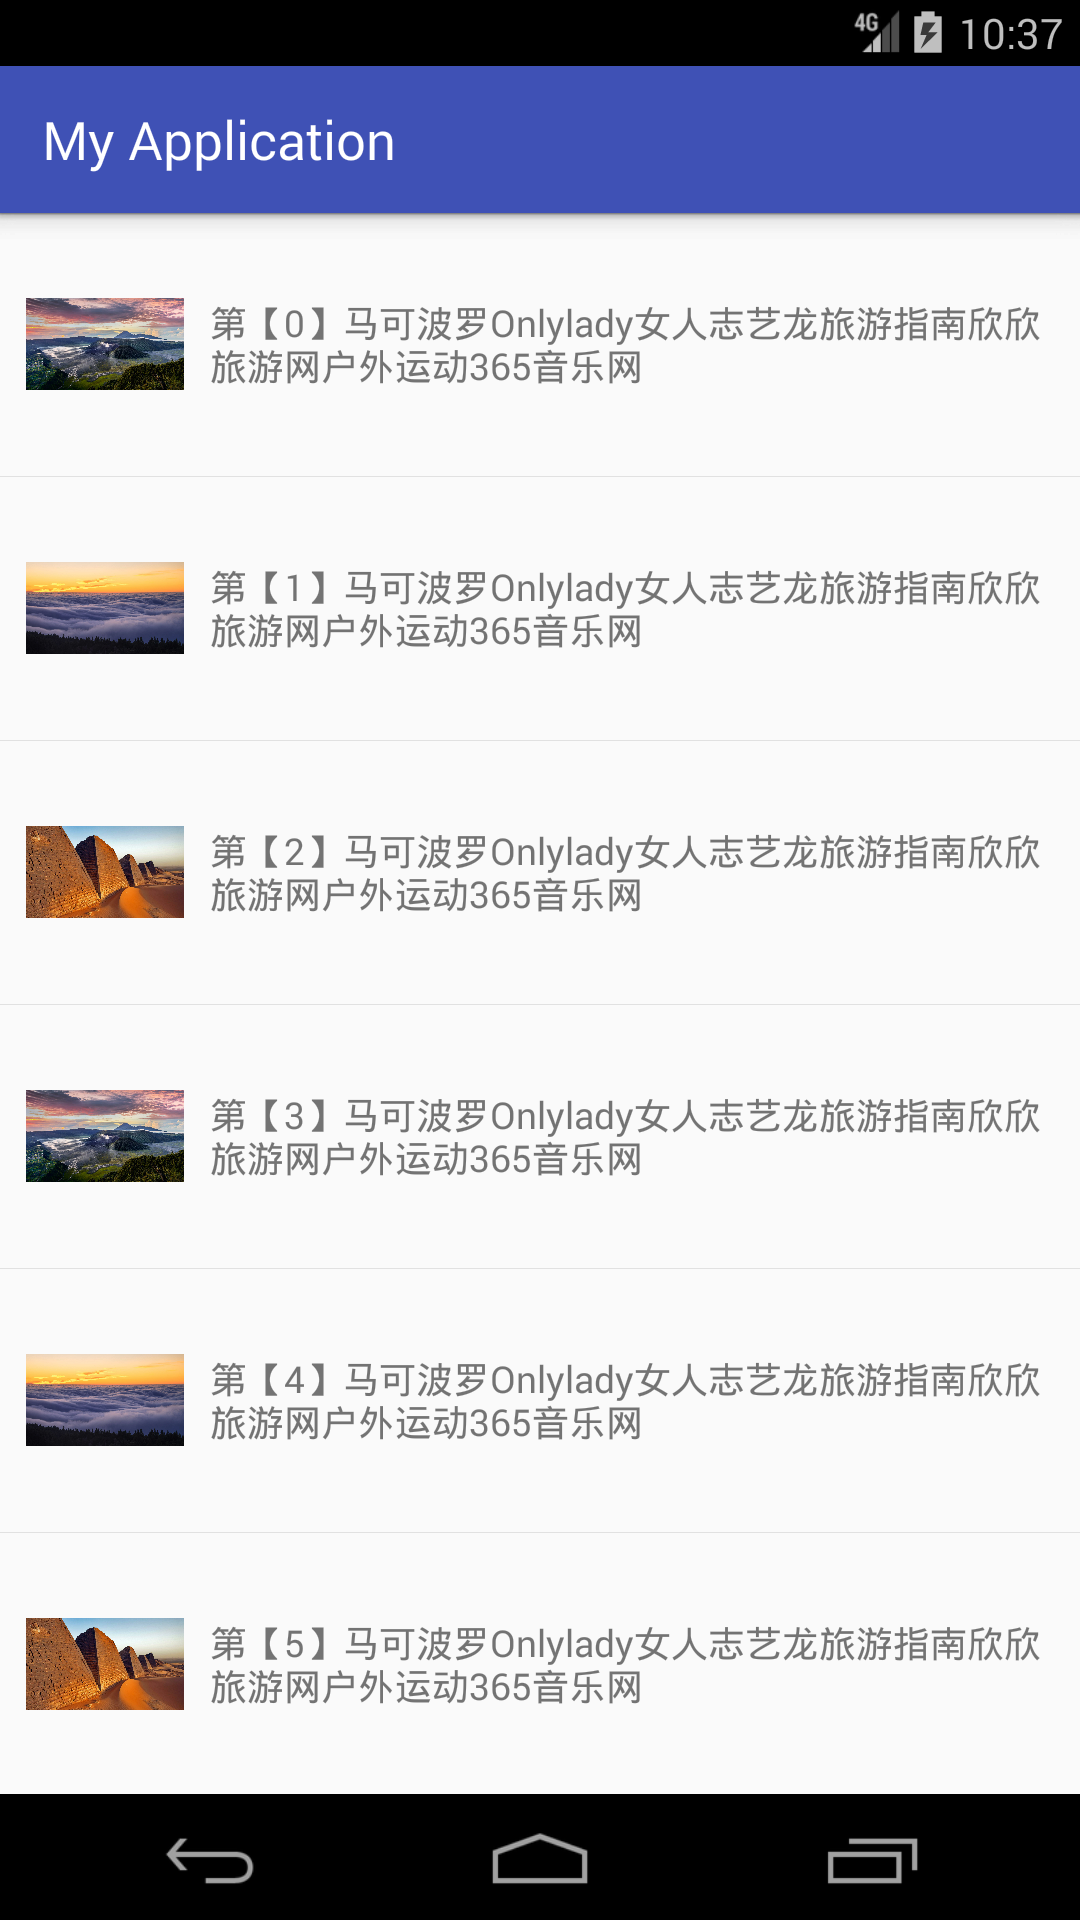 4G 10:37
My Application
第【0】马可波罗Onlylady女人志艺龙旅游指南欣欣
旅游网户外运动365音乐网
第【1】马可波罗Onlylady女人志艺龙旅游指南欣欣
旅游网户外运动365音乐网
第【2】马可波罗Onlylady女人志艺龙旅游指南欣欣
旅游网户外运动365音乐网
第【3】马可波罗Onlylady女人志艺龙旅游指南欣欣
旅游网户外运动365音乐网
第【4】马可波罗Onlylady女人志艺龙旅游指南欣欣
旅游网户外运动365音乐网
第【5】马可波罗Onlylady女人志艺龙旅游指南欣欣
旅游网户外运动365音乐网